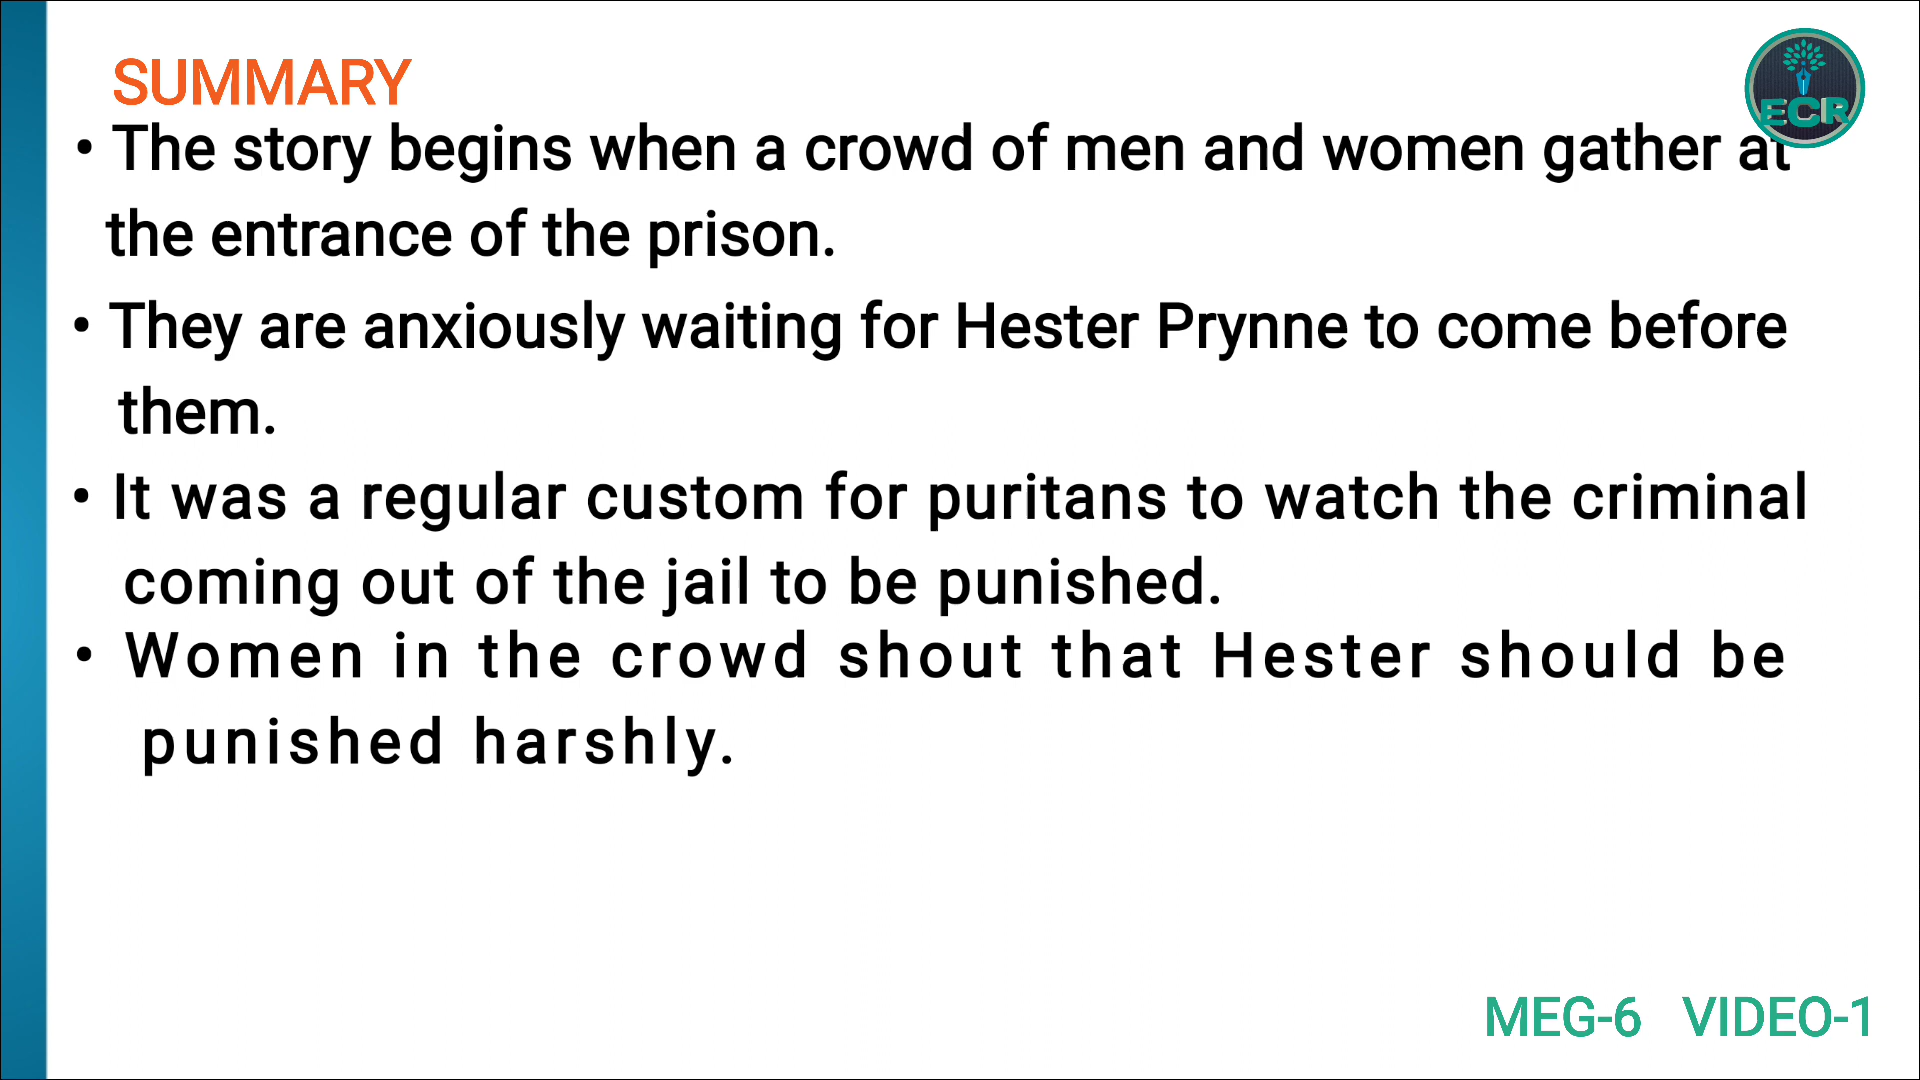 SUMMARY
ECR
• The story begins when a crowd of men and women gather at
the entrance of the prison.
• They are anxiously waiting for Hester Prynne to come before
them.
• It was a regular custom for puritans to watch the criminal
coming out of the jail to be punished.
• Women in the crowd shout that Hester should be
punished harshly.
MEG-6 VIDEO-1